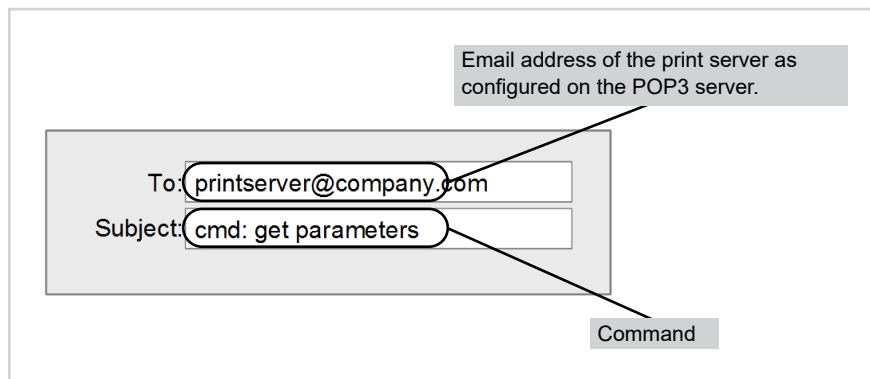 Email address of the print server as
configured on the POP3 server.
To: printserver@company.com
Subject: cmd: get parameters
Command